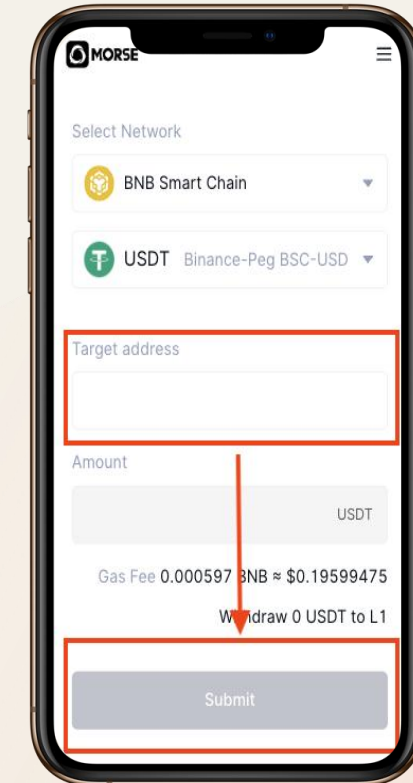 MORSE
Select Network
BNB Smart Chain
USDT Binance-Peg BSC-USD
Target address
Amount
USDT
Gas Fee 0.000597 BNB ≈ $0.19599475
Withdraw 0 USDT to L1
Submit